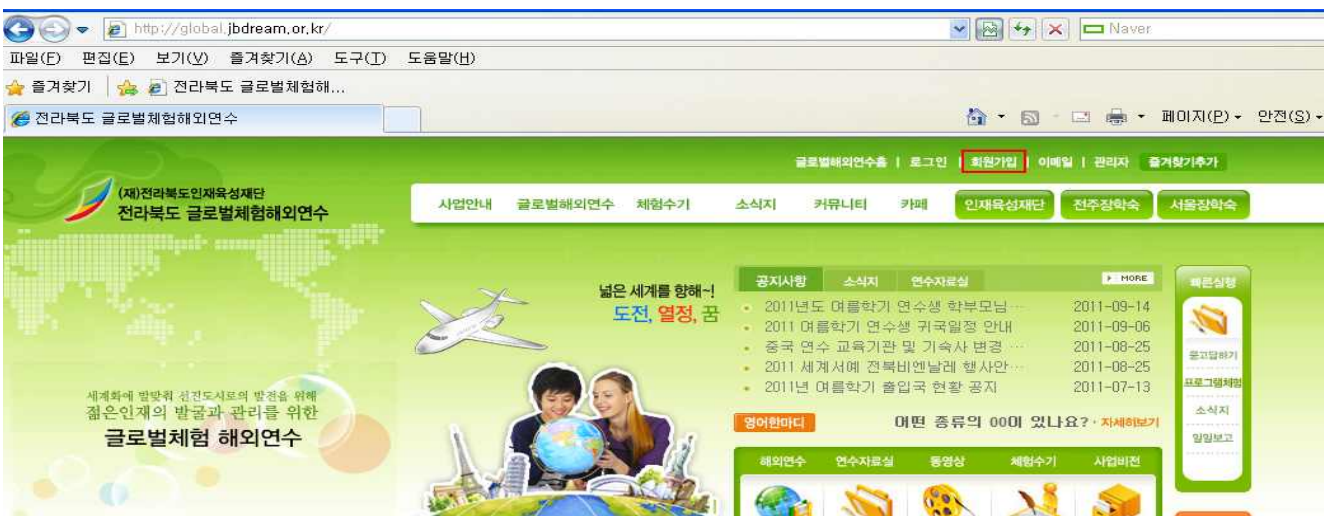 http://global.jbdream.or.kr/
Naver
파일(F) 편집(E) 보기(V) 즐겨찾기(A) 도구(T) 도움말(H)
즐겨찾기 전라북도 글로벌체험해...
전라북도 글로벌체험해외연수
페이지(P) 안전(S)
글로벌해외연수홈 | 로그인 | 회원가입 | 이메일 | 관리자 즐겨찾기추가
(재)전라북도인재육성재단
전라북도 글로벌체험해외연수
사업안내 글로벌해외연수 체험수기 소식지 커뮤니티 카페 인재육성재단 전주장학숙 서울장학숙
넓은 세계를 향해~!
도전, 열정, 꿈
공지사항 소식지 연수자료실 MORE
2011년도 여름학기 연수생 학부모님… 2011-09-14
2011 여름학기 연수생 귀국일정 안내 2011-09-06
중국 연수 교육기관 및 기숙사 변경 … 2011-08-25
2011 세계서예 전북비엔날레 행사안… 2011-08-25
2011년 여름학기 출입국 현황 공지 2011-07-13
빠른실행
묻고답하기
프로그램체험
소식지
일일보고
세계화에 발맞춰 선진도시로의 발전을 위해
젊은인재의 발굴과 관리를 위한
글로벌체험 해외연수
영어한마디 어떤 종류의 00이 있나요? · 자세히보기
해외연수 연수자료실 동영상 체험수기 사업비전